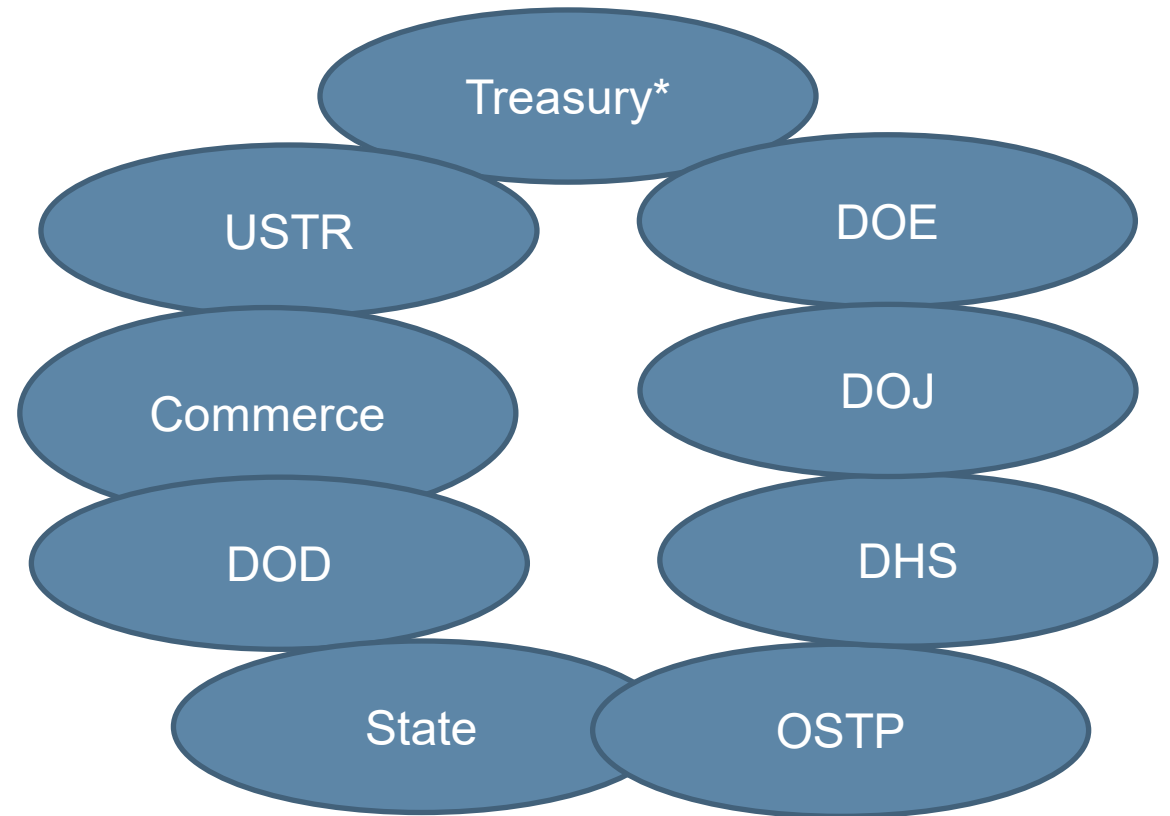 Treasury*
USTR
DOE
Commerce
DOJ
DOD
DHS
State
OSTP